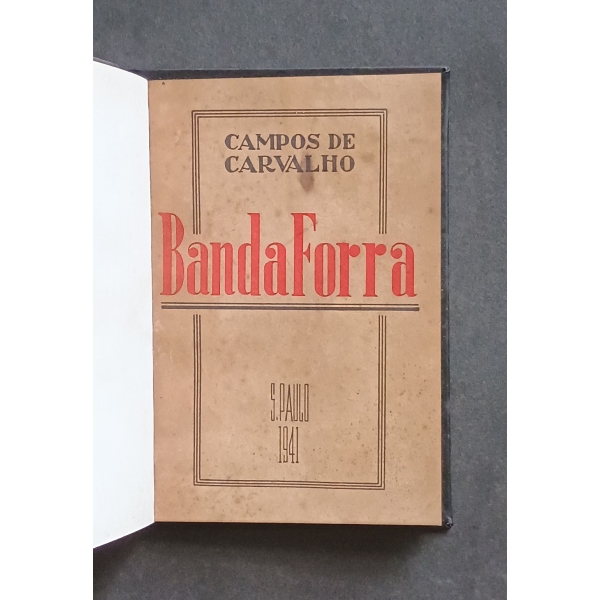 CAMPOS DE
CARVALHO
BandaForra
S. PAULO
1941